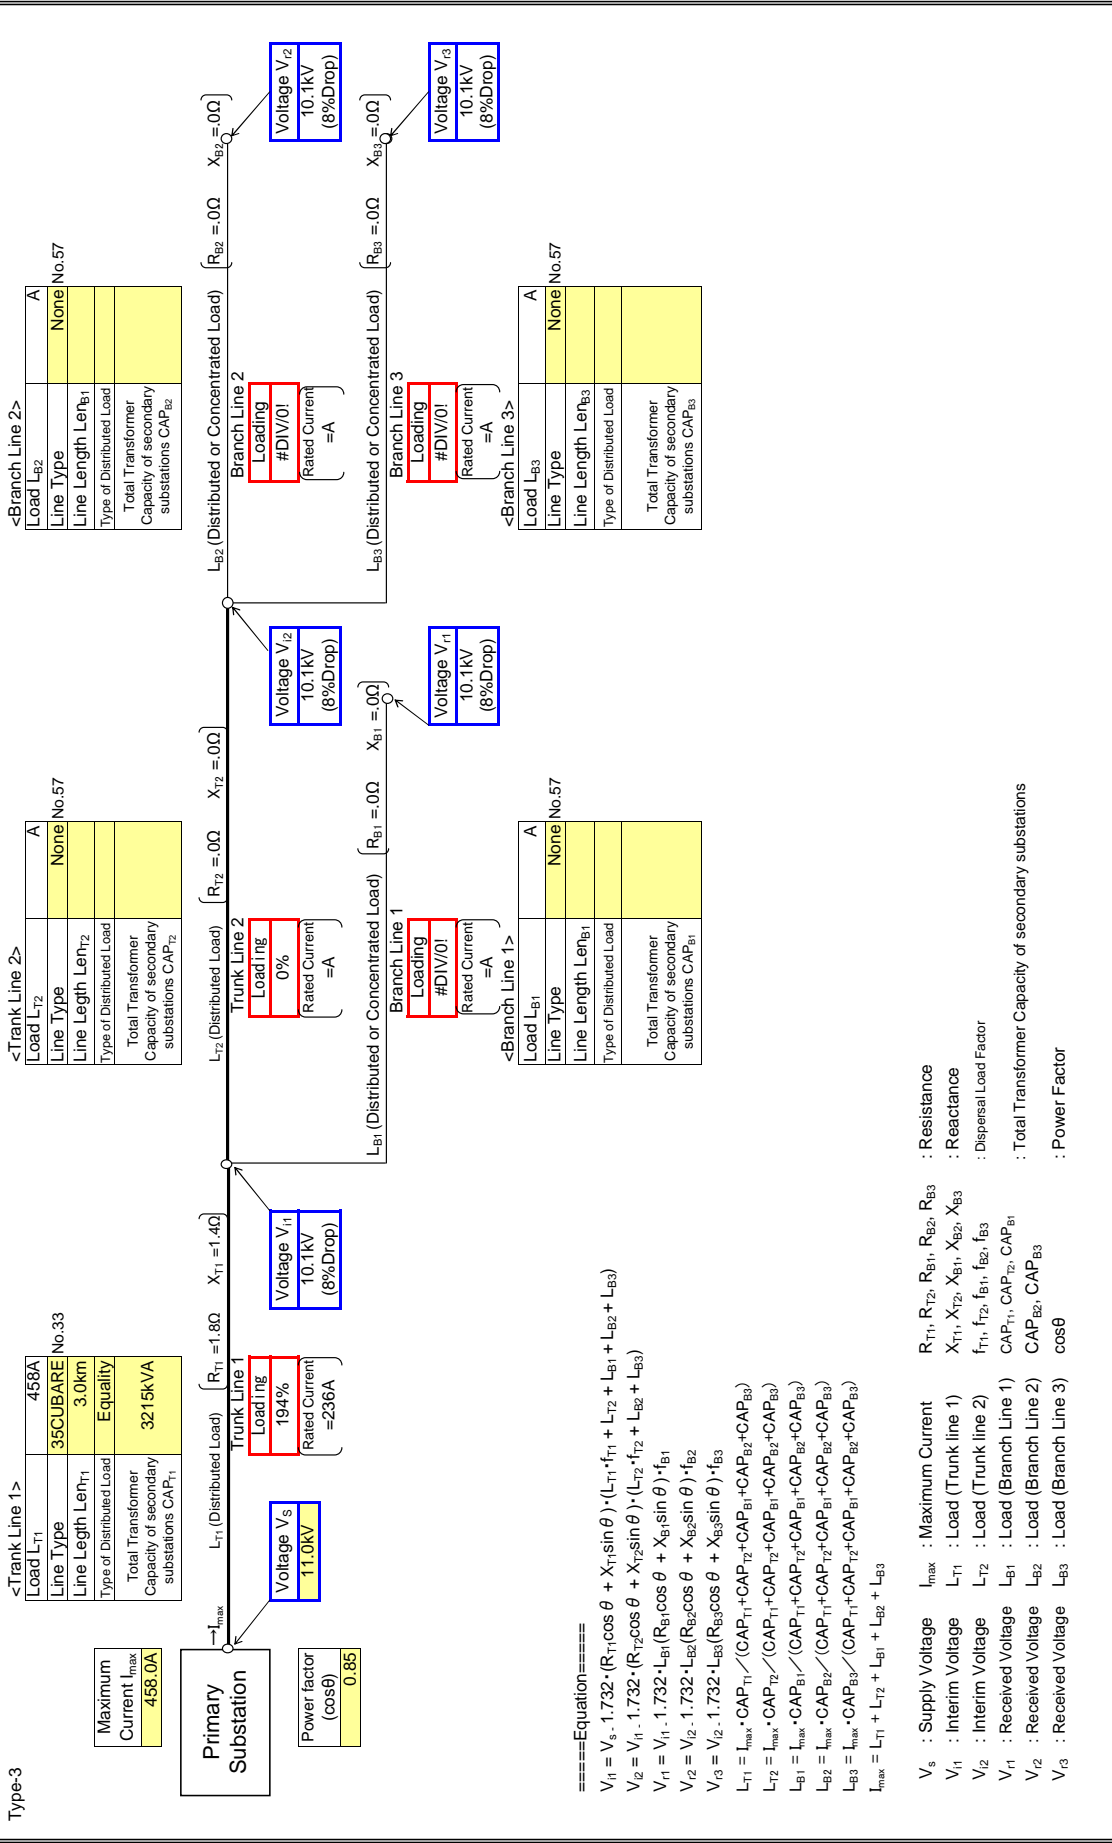 Type-3
Maximum
Current Imax
458.0A
Primary
Substation
Power factor
(cosθ)
0.85
→Imax
Voltage VS
11.0kV
<Trank Line 1>
Load LT1 458A
Line Type 35CUBARE No.33
Line Legth LenT1 3.0km
Type of Distributed Load Equality
Total Transformer
Capacity of secondary
substations CAPT1
3215kVA
LT1 (Distributed Load) RT1 =1.8Ω XT1 =1.4Ω
Trunk Line 1
Loading
194%
Rated Current
=236A
Voltage Vi1
10.1kV
(8%Drop)
<Trank Line 2>
Load LT2 A
Line Type None No.57
Line Length LenT2
Type of Distributed Load
Total Transformer
Capacity of secondary
substations CAPT2
LT2 (Distributed Load) RT2 =.0Ω XT2 =.0Ω
Trunk Line 2
Loading
0%
Rated Current
=A
Voltage Vi2
10.1kV
(8%Drop)
LB1 (Distributed or Concentrated Load) RB1 =.0Ω XB1 =.0Ω
Branch Line 1
Loading
#DIV/0!
Rated Current
=A
Voltage Vr1
10.1kV
(8%Drop)
<Branch Line 1>
Load LB1 A
Line Type None No.57
Line Length LenB1
Type of Distributed Load
Total Transformer
Capacity of secondary
substations CAPB1
<Branch Line 2>
Load LB2 A
Line Type None No.57
Line Length LenB1
Type of Distributed Load
Total Transformer
Capacity of secondary
substations CAPB2
LB2 (Distributed or Concentrated Load) RB2 =.0Ω XB2 =.0Ω
Branch Line 2
Loading
#DIV/0!
Rated Current
=A
Voltage Vr2
10.1kV
(8%Drop)
LB3 (Distributed or Concentrated Load) RB3 =.0Ω XB3 =.0Ω
Branch Line 3
Loading
#DIV/0!
Rated Current
=A
Voltage Vr3
10.1kV
(8%Drop)
<Branch Line 3>
Load LB3 A
Line Type None No.57
Line Length LenB3
Type of Distributed Load
Total Transformer
Capacity of secondary
substations CAPB3
=====Equation=====
Vi1 = Vs - 1.732・(RT1cos θ + XT1sin θ)・(LT1・fT1 + LT2 + LB1 + LB2 + LB3)
Vi2 = Vi1 - 1.732・(RT2cos θ + XT2sin θ)・(LT2・fT2 + LB2 + LB3)
Vr1 = Vi1 - 1.732・LB1(RB1cos θ + XB1sin θ)・fB1
Vr2 = Vi2 - 1.732・LB2(RB2cos θ + XB2sin θ)・fB2
Vr3 = Vi2 - 1.732・LB3(RB3cos θ + XB3sin θ)・fB3
LT1 = Imax・CAPT1／(CAPT1+CAPT2+CAPB1+CAPB2+CAPB3)
LT2 = Imax・CAPT2／(CAPT1+CAPT2+CAPB1+CAPB2+CAPB3)
LB1 = Imax・CAPB1／(CAPT1+CAPT2+CAPB1+CAPB2+CAPB3)
LB2 = Imax・CAPB2／(CAPT1+CAPT2+CAPB1+CAPB2+CAPB3)
LB3 = Imax・CAPB3／(CAPT1+CAPT2+CAPB1+CAPB2+CAPB3)
Imax = LT1 + LT2 + LB1 + LB2 + LB3
Vs : Supply Voltage Imax : Maximum Current RT1, RT2, RB1, RB2, RB3 : Resistance
Vi1 : Interim Voltage LT1 : Load (Trunk line 1) XT1, XT2, XB1, XB2, XB3 : Reactance
Vi2 : Interim Voltage LT2 : Load (Trunk line 2) fT1, fT2, fB1, fB2, fB3 : Dispersal Load Factor
Vr1 : Received Voltage LB1 : Load (Branch Line 1) CAPT1, CAPT2, CAPB1 : Total Transformer Capacity of secondary substations
Vr2 : Received Voltage LB2 : Load (Branch Line 2) CAPB2, CAPB3
Vr3 : Received Voltage LB3 : Load (Branch Line 3) cosθ : Power Factor